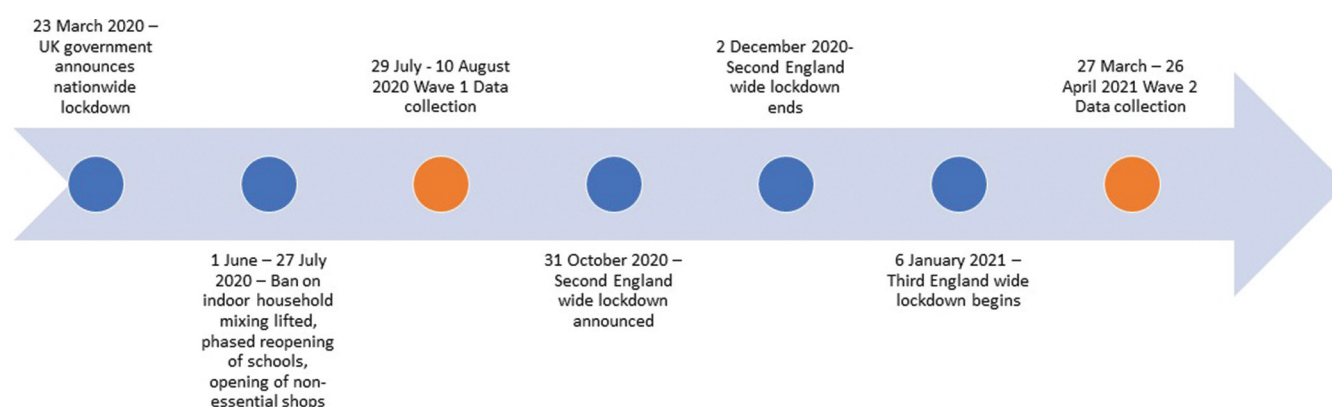 23 March 2020 –
UK government
announces
nationwide
lockdown
1 June – 27 July
2020 – Ban on
indoor household
mixing lifted,
phased reopening
of schools,
opening of non-
essential shops
29 July - 10 August
2020 Wave 1 Data
collection
31 October 2020 –
Second England
wide lockdown
announced
2 December 2020-
Second England
wide lockdown
ends
6 January 2021 –
Third England wide
lockdown begins
27 March – 26
April 2021 Wave 2
Data collection